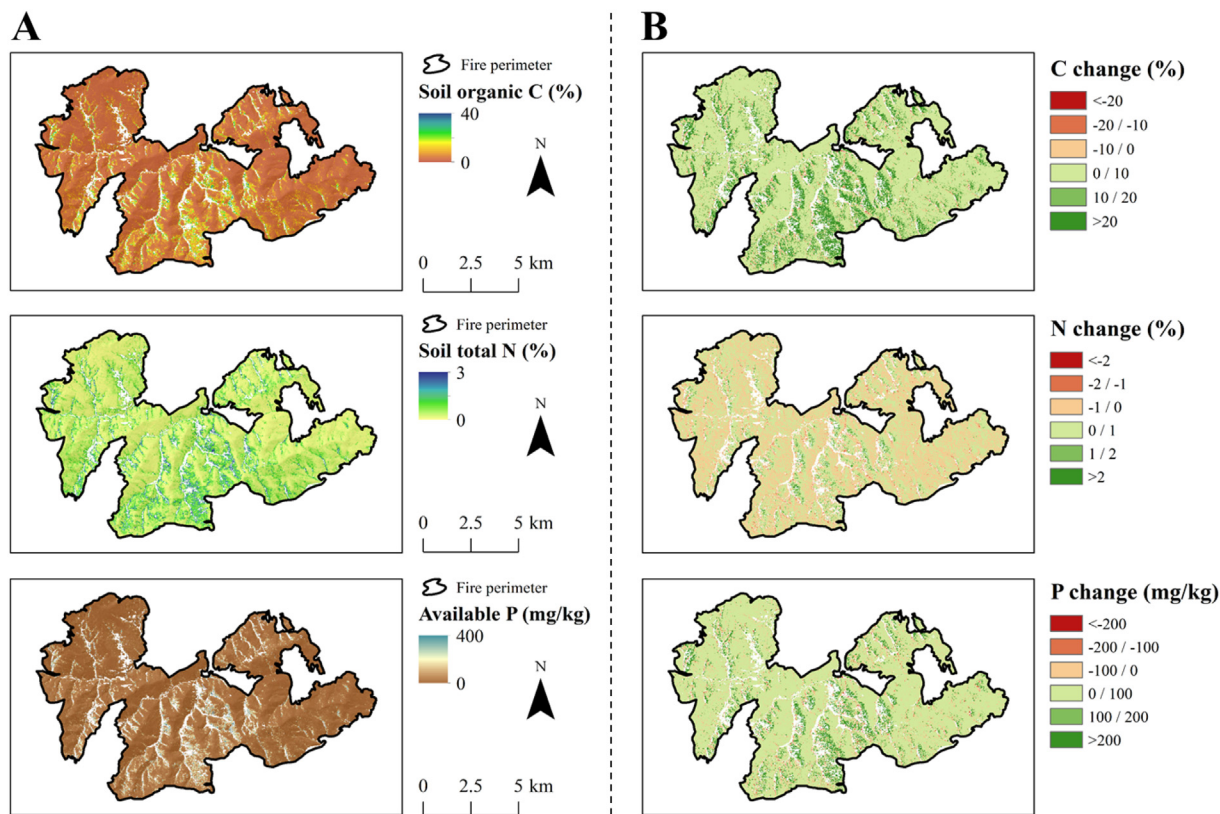 A
Fire perimeter
Soil organic C (%)
40
0
N
0 2.5 5 km
Fire perimeter
Soil total N (%)
3
0
N
0 2.5 5 km
Fire perimeter
Available P (mg/kg)
400
0
N
0 2.5 5 km
B
C change (%)
<-20
-20 / -10
-10 / 0
0 / 10
10 / 20
>20
N change (%)
<-2
-2 / -1
-1 / 0
0 / 1
1 / 2
>2
P change (mg/kg)
<-200
-200 / -100
-100 / 0
0 / 100
100 / 200
>200